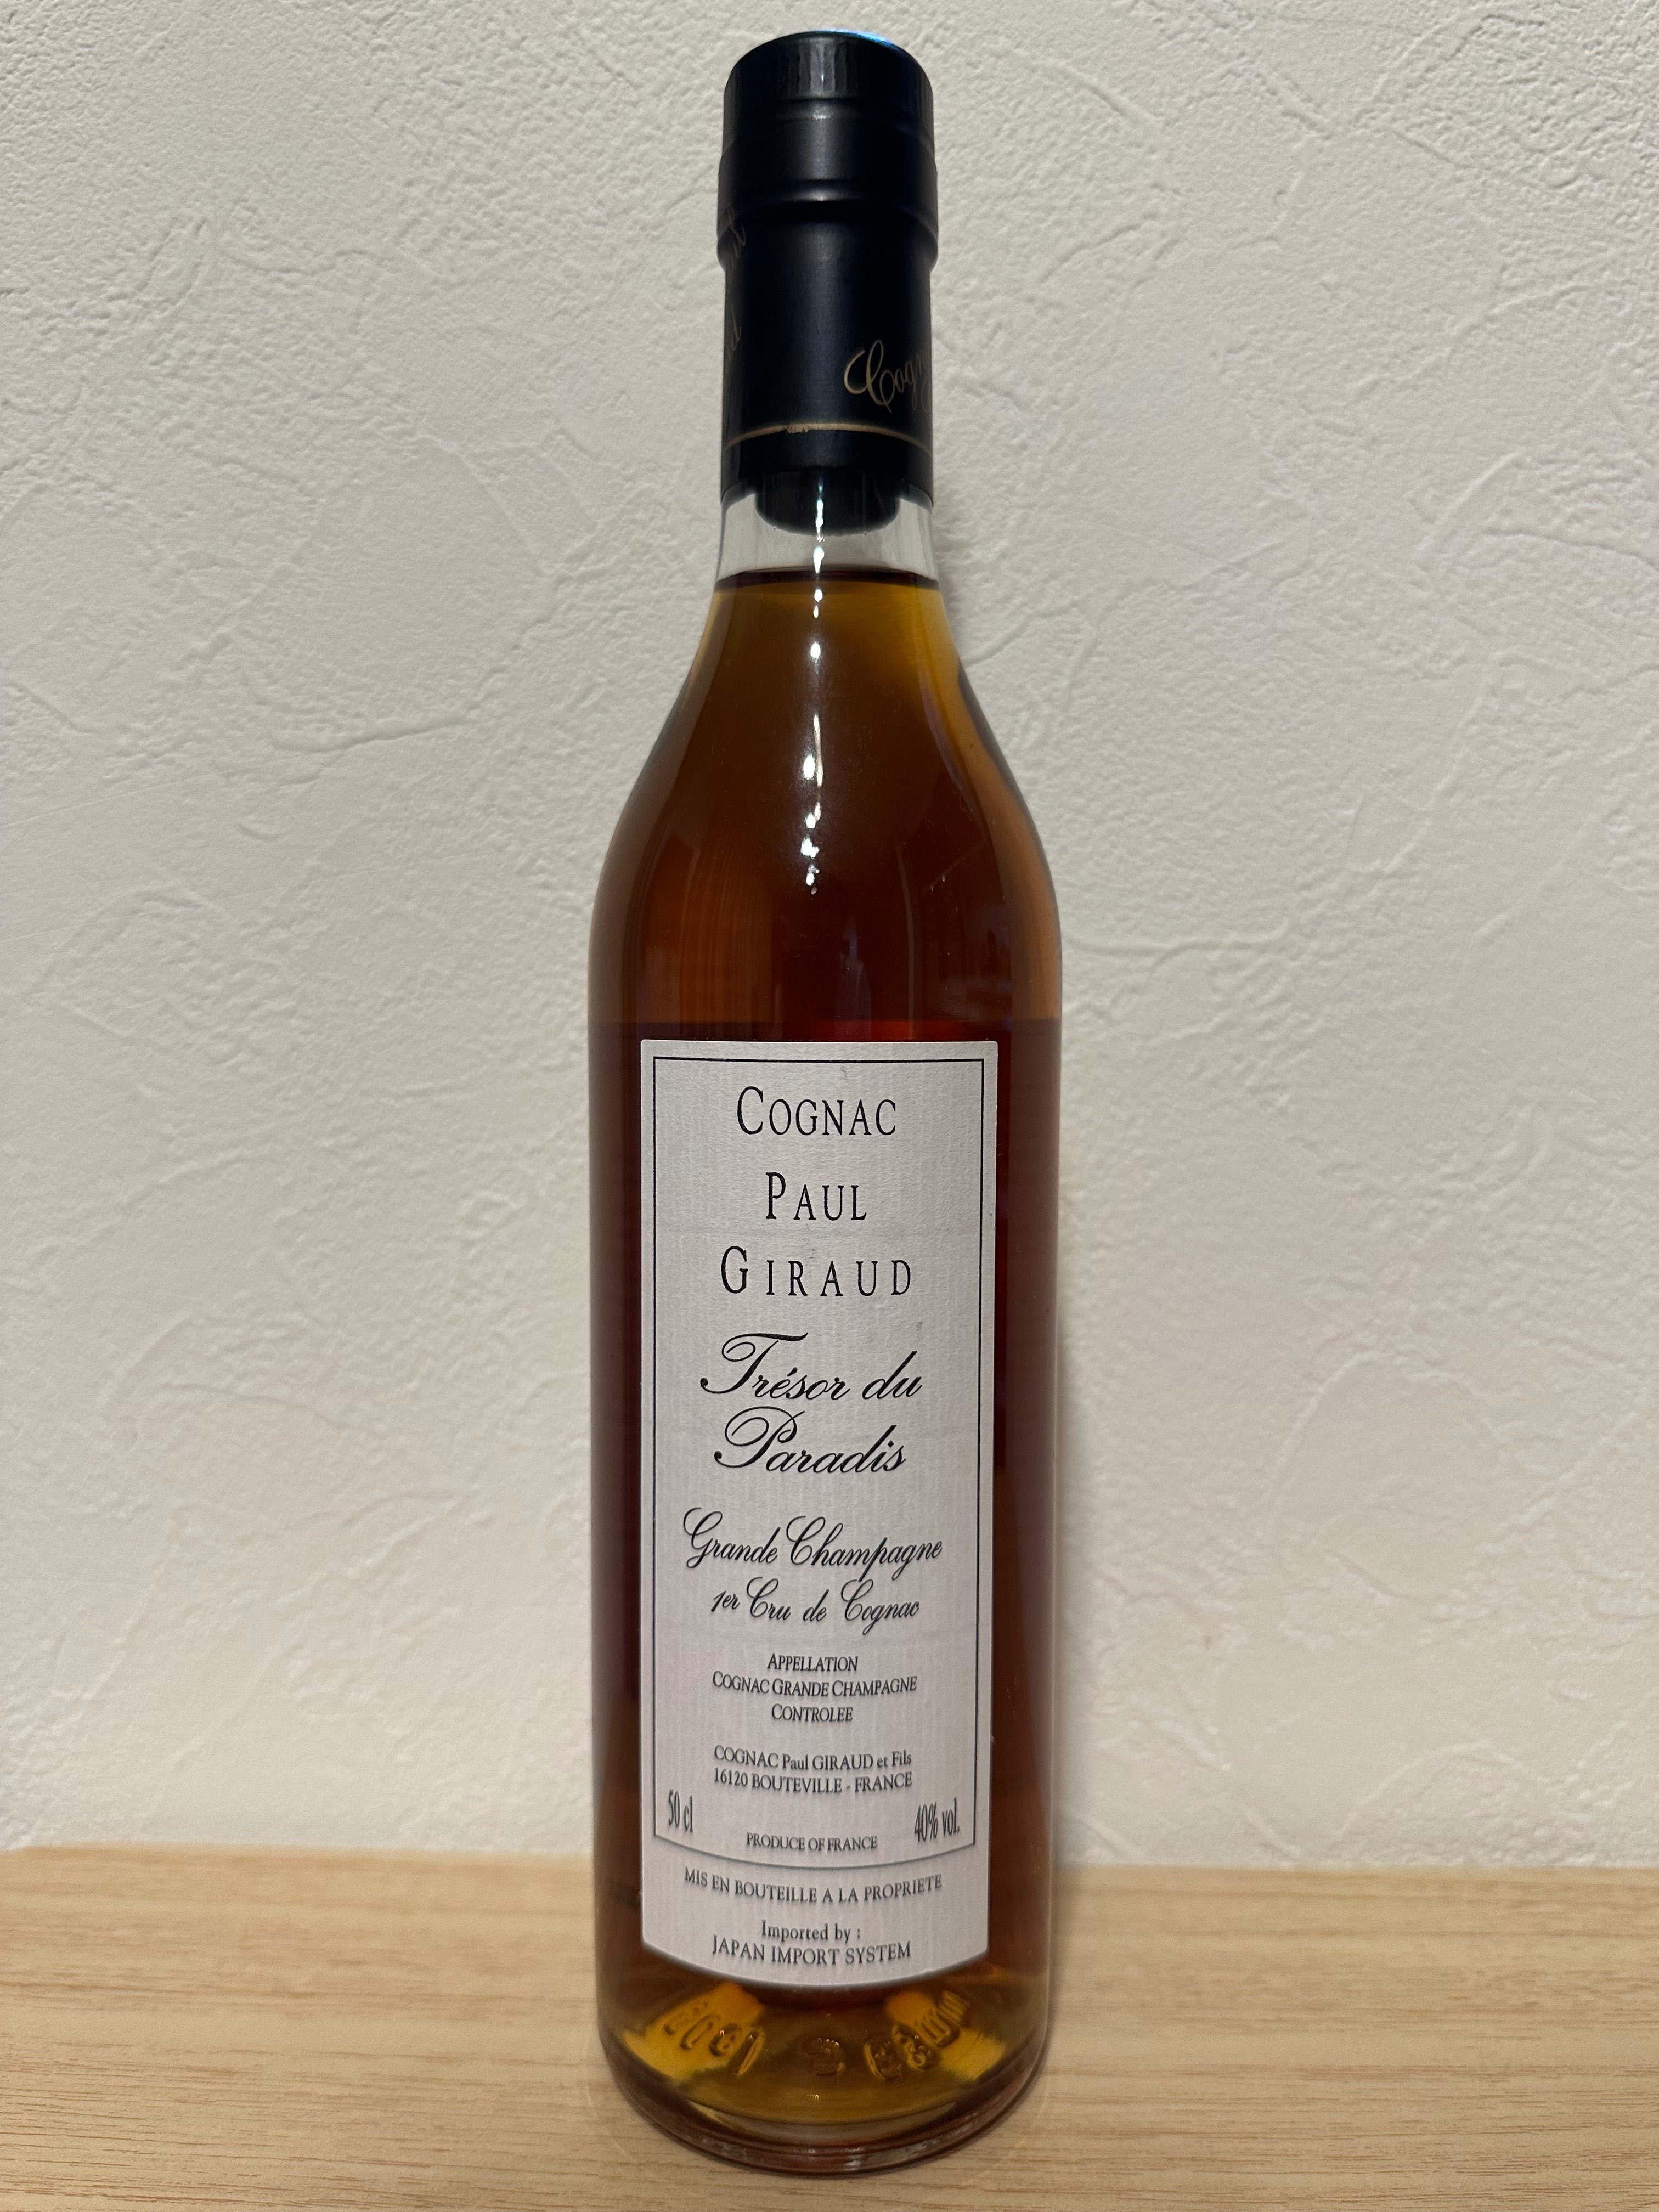 Cog
COGNAC
PAUL
GIRAUD
Trésor du
Paradis
Grande Champagne
1er Cru de Cognac
APPELLATION
COGNAC GRANDE CHAMPAGNE
CONTROLEE
COGNAC Paul GIRAUD et Fils
16120 BOUTEVILLE - FRANCE
50 cl
40% vol.
PRODUCE OF FRANCE
MIS EN BOUTEILLE A LA PROPRIETE
Imported by :
JAPAN IMPORT SYSTEM